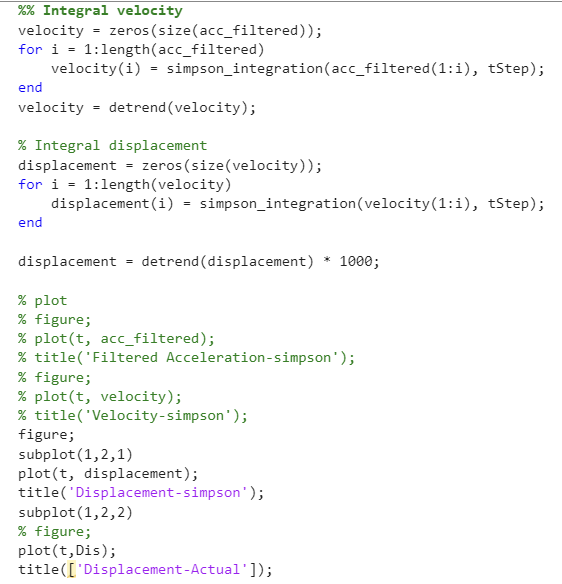 %% Integral velocity
velocity = zeros(size(acc_filtered));
for i = 1:length(acc_filtered)
    velocity(i) = simpson_integration(acc_filtered(1:i), tStep);
end
velocity = detrend(velocity);

% Integral displacement
displacement = zeros(size(velocity));
for i = 1:length(velocity)
    displacement(i) = simpson_integration(velocity(1:i), tStep);
end

displacement = detrend(displacement) * 1000;

% plot
% figure;
% plot(t, acc_filtered);
% title('Filtered Acceleration-simpson');
% figure;
% plot(t, velocity);
% title('Velocity-simpson');
figure;
subplot(1,2,1)
plot(t, displacement);
title('Displacement-simpson');
subplot(1,2,2)
% figure;
plot(t,Dis);
title(['Displacement-Actual']);